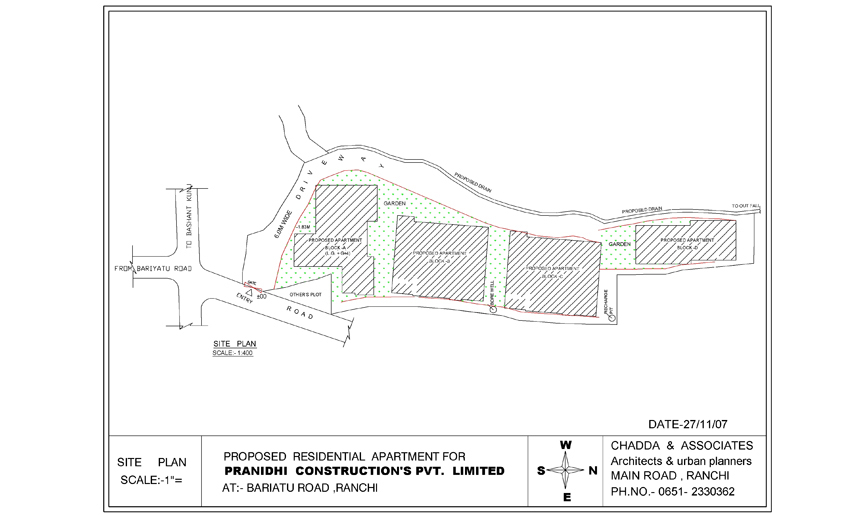 6.0M WIDE DRIVE WAY
PROPOSED DRAIN
PROPOSED DRAIN
TO OUT FALL
GARDEN
-1.83M
PROPOSED APARTMENT
BLOCK -A
PROPOSED APARTMENT
PROPOSED APARTMENT
BLOCK -C
GARDEN
PROPOSED APARTMENT
BLOCK -D
TO BASHANT KUNJ
FROM BARIYATU ROAD
GATE
ENTRY
±00
OTHER'S PLOT
ROAD
BORE WELL
RECHARGE
PIT
SITE PLAN
SCALE:- 1:400
DATE-27/11/07
SITE PLAN
SCALE:-1"=
PROPOSED RESIDENTIAL APARTMENT FOR
PRANIDHI CONSTRUCTION'S PVT. LIMITED
AT:- BARIATU ROAD ,RANCHI
W
S N
E
CHADDA & ASSOCIATES
Architects & urban planners
MAIN ROAD , RANCHI
PH.NO.- 0651- 2330362